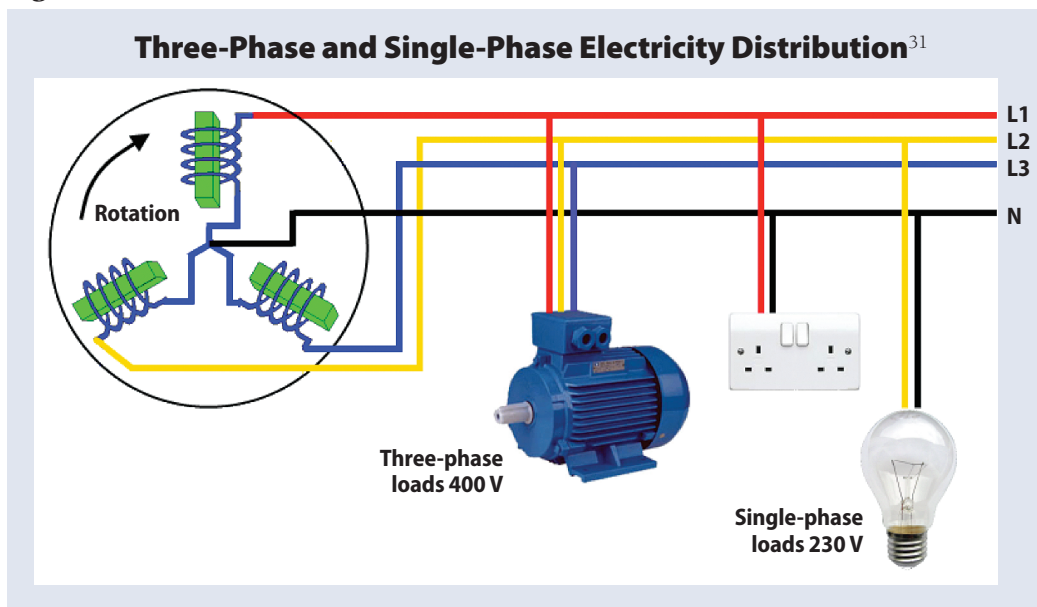 Three-Phase and Single-Phase Electricity Distribution31
L1
L2
L3
Rotation
N
Three-phase
loads 400 V
Single-phase
loads 230 V